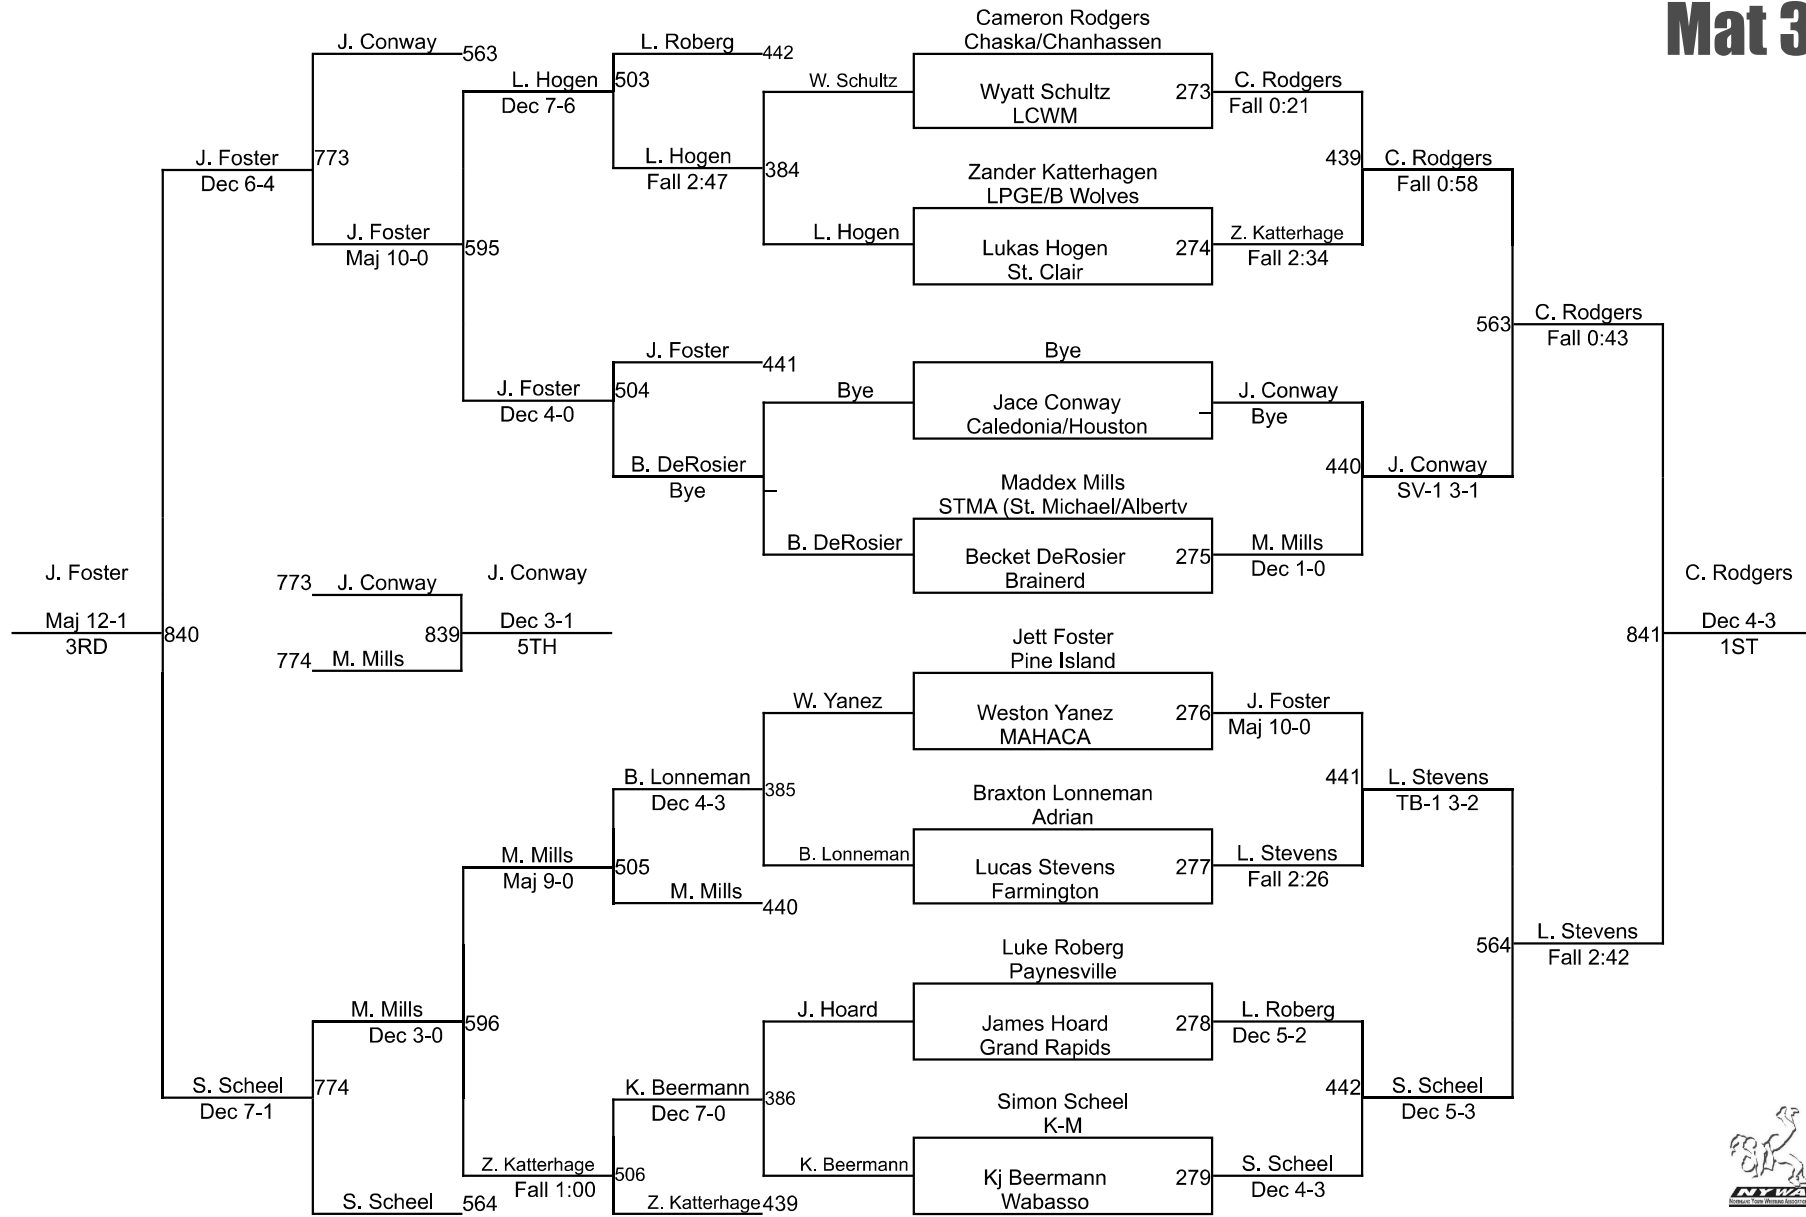 Mat 3
J. Conway
563
L. Hogen
Dec 7-6
L. Roberg
442
503
L. Hogen
Fall 2:47
384
J. Foster
Dec 6-4
773
J. Foster
Maj 10-0
595
J. Foster
Dec 4-0
J. Foster
441
504
B. DeRosier
Bye
W. Schultz
L. Hogen
Bye
B. DeRosier
Cameron Rodgers
Chaska/Chanhassen
Wyatt Schultz
LCWM
273
Zander Katterhagen
LPGE/B Wolves
Lukas Hogen
St. Clair
274
Bye
Jace Conway
Caledonia/Houston
Maddex Mills
STMA (St. Michael/Albertv
Becket DeRosier
Brainerd
275
C. Rodgers
Fall 0:21
439
Z. Katterhage
Fall 2:34
C. Rodgers
Fall 0:58
J. Conway
Bye
440
M. Mills
Dec 1-0
J. Conway
SV-1 3-1
563
C. Rodgers
Fall 0:43
J. Foster
Maj 12-1
3RD
840
773
J. Conway
774
M. Mills
839
J. Conway
Dec 3-1
5TH
C. Rodgers
841
Dec 4-3
1ST
Jett Foster
Pine Island
Weston Yanez
MAHACA
276
Braxton Lonneman
Adrian
Lucas Stevens
Farmington
277
Luke Roberg
Paynesville
James Hoard
Grand Rapids
278
Simon Scheel
K-M
Kj Beermann
Wabasso
279
W. Yanez
B. Lonneman
Dec 4-3
385
B. Lonneman
M. Mills
Maj 9-0
505
M. Mills
440
J. Hoard
K. Beermann
Dec 7-0
386
K. Beermann
M. Mills
Dec 3-0
596
S. Scheel
Dec 7-1
774
Z. Katterhage
Fall 1:00
506
Z. Katterhage
439
S. Scheel
564
J. Foster
Maj 10-0
441
L. Stevens
Fall 2:26
L. Stevens
TB-1 3-2
L. Roberg
Dec 5-2
442
S. Scheel
Dec 4-3
S. Scheel
Dec 5-3
564
L. Stevens
Fall 2:42
NYWA